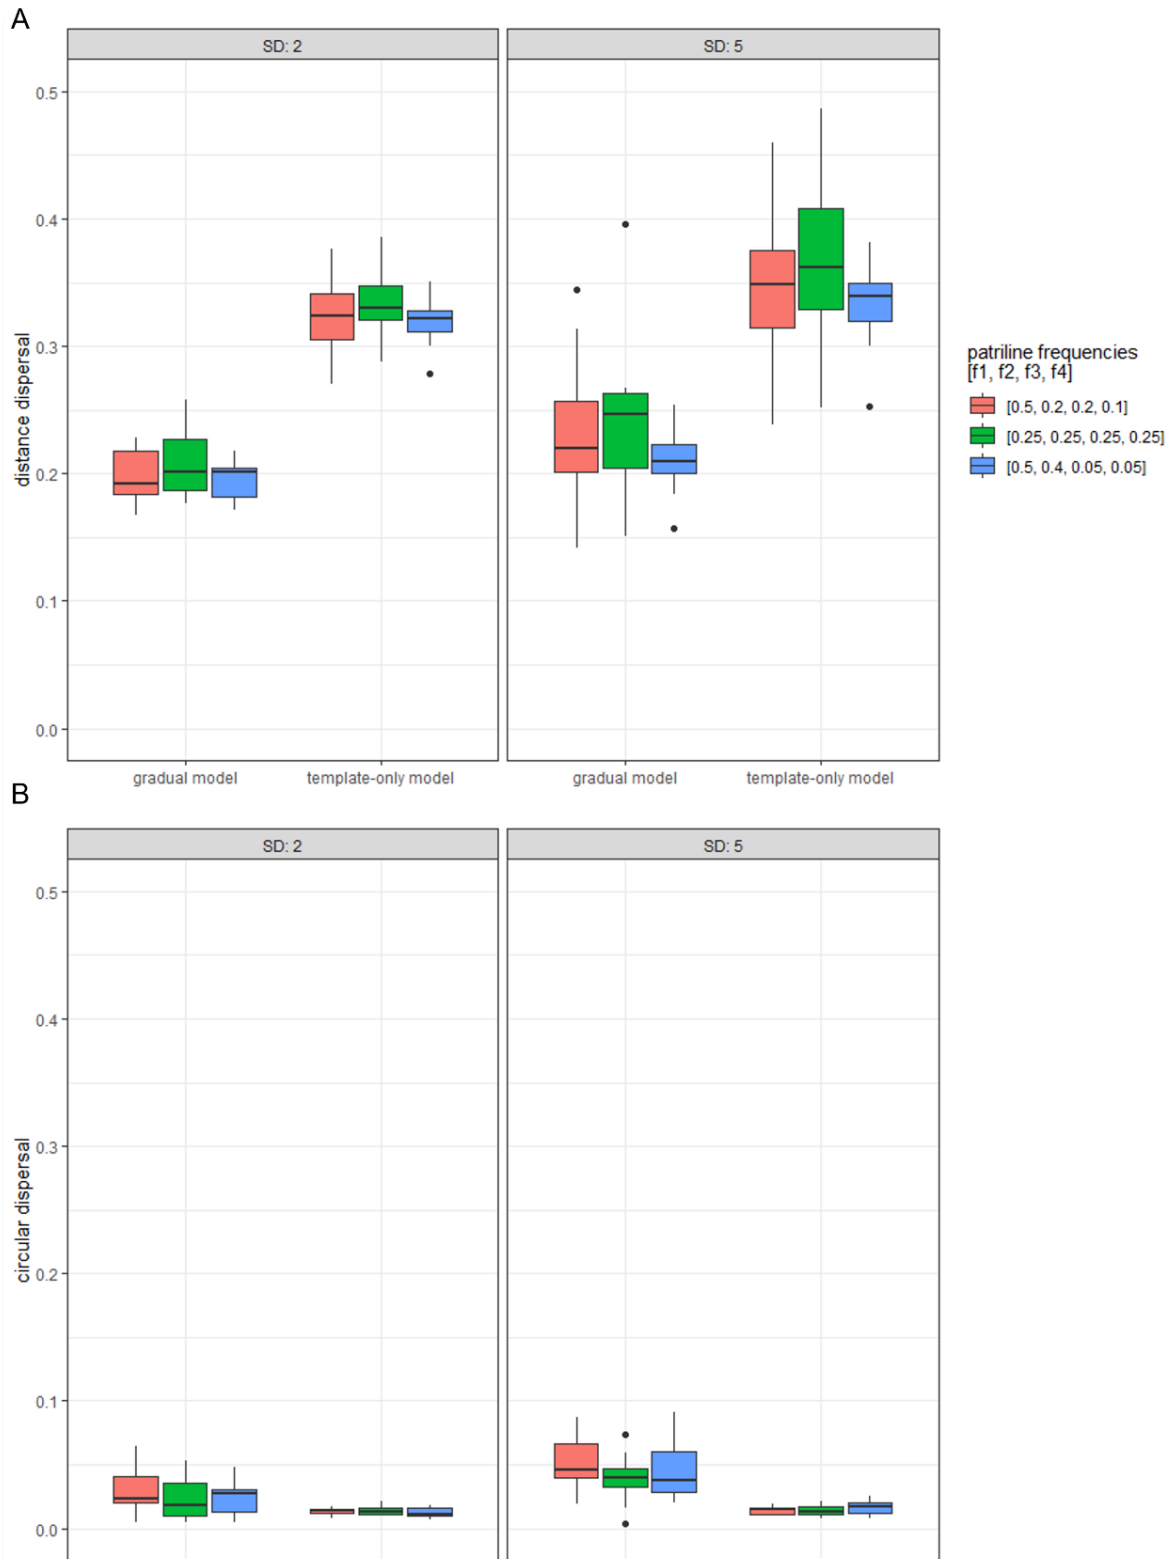 A
SD: 2
SD: 5
0.5
0.4
0.3
0.2
0.1
0.0
distance dispersal
gradual model
template-only model
gradual model
template-only model
patriline frequencies
[f1, f2, f3, f4]
[0.5, 0.2, 0.2, 0.1]
[0.25, 0.25, 0.25, 0.25]
[0.5, 0.4, 0.05, 0.05]
B
SD: 2
SD: 5
0.5
0.4
0.3
0.2
0.1
0.0
circular dispersal